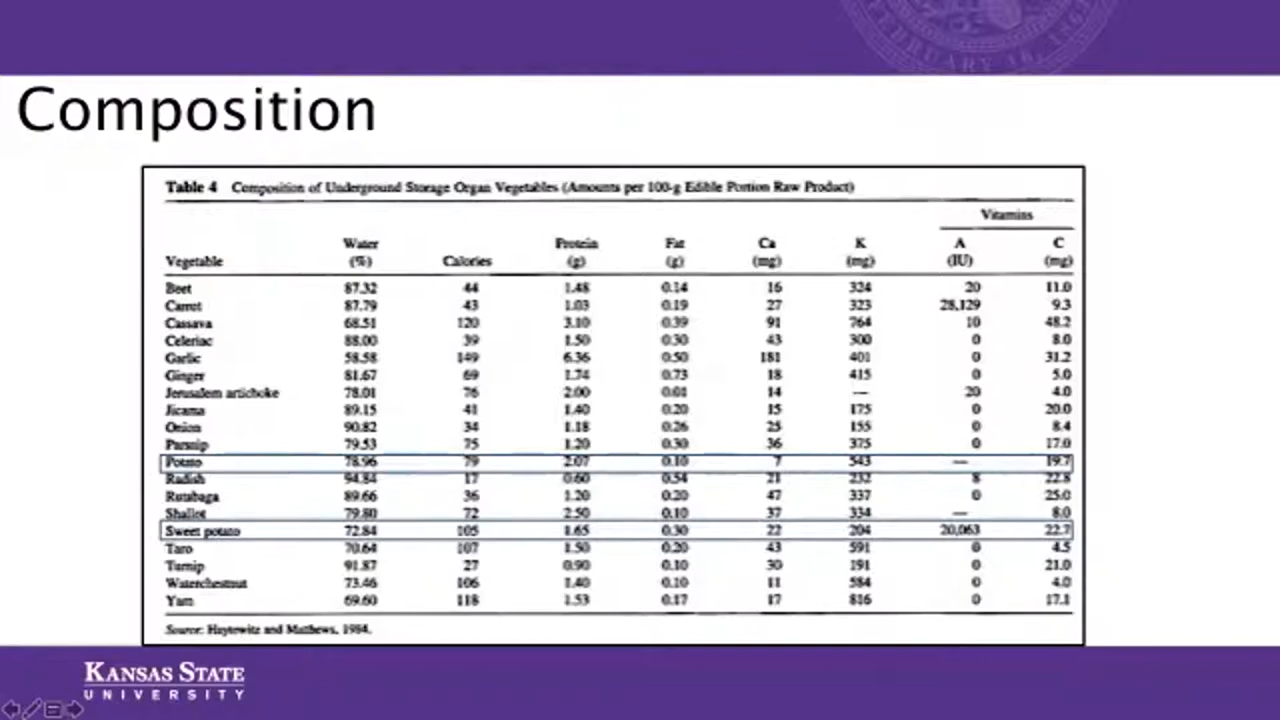 FEBRUARY 16, 1863
Composition
Table 4 Composition of Underground Storage Organ Vegetables (Amounts per 100-g Edible Portion Raw Product)
Vitamins
Water Protein Fat Ca K A C
Vegetable (%) Calories (g) (g) (mg) (mg) (IU) (mg)
Beet 87.32 44 1.48 0.14 16 324 20 11.0
Carrot 87.79 43 1.03 0.19 27 323 28,129 9.3
Cassava 68.51 120 3.10 0.39 91 764 10 48.2
Celeriac 88.00 39 1.50 0.30 43 300 0 8.0
Garlic 58.58 149 6.36 0.50 181 401 0 31.2
Ginger 81.67 69 1.74 0.73 18 415 0 5.0
Jerusalem artichoke 78.01 76 2.00 0.01 14 — 20 4.0
Jicama 89.15 41 1.40 0.20 15 175 0 20.0
Onion 90.82 34 1.18 0.26 25 155 0 8.4
Parsnip 79.53 75 1.20 0.30 36 375 0 17.0
Potato 78.96 79 2.07 0.10 7 543 — 19.7
Radish 94.84 17 0.60 0.54 21 232 8 22.8
Rutabaga 89.66 36 1.20 0.20 47 337 0 25.0
Shallot 79.80 72 2.50 0.10 37 334 — 8.0
Sweet potato 72.84 105 1.65 0.30 22 204 20,063 22.7
Taro 70.64 107 1.50 0.20 43 591 0 4.5
Turnip 91.87 27 0.90 0.10 30 191 0 21.0
Waterchestnut 73.46 106 1.40 0.10 11 584 0 4.0
Yam 69.60 118 1.53 0.17 17 816 0 17.1
Source: Haytowitz and Matthews, 1984.
KANSAS STATE
UNIVERSITY